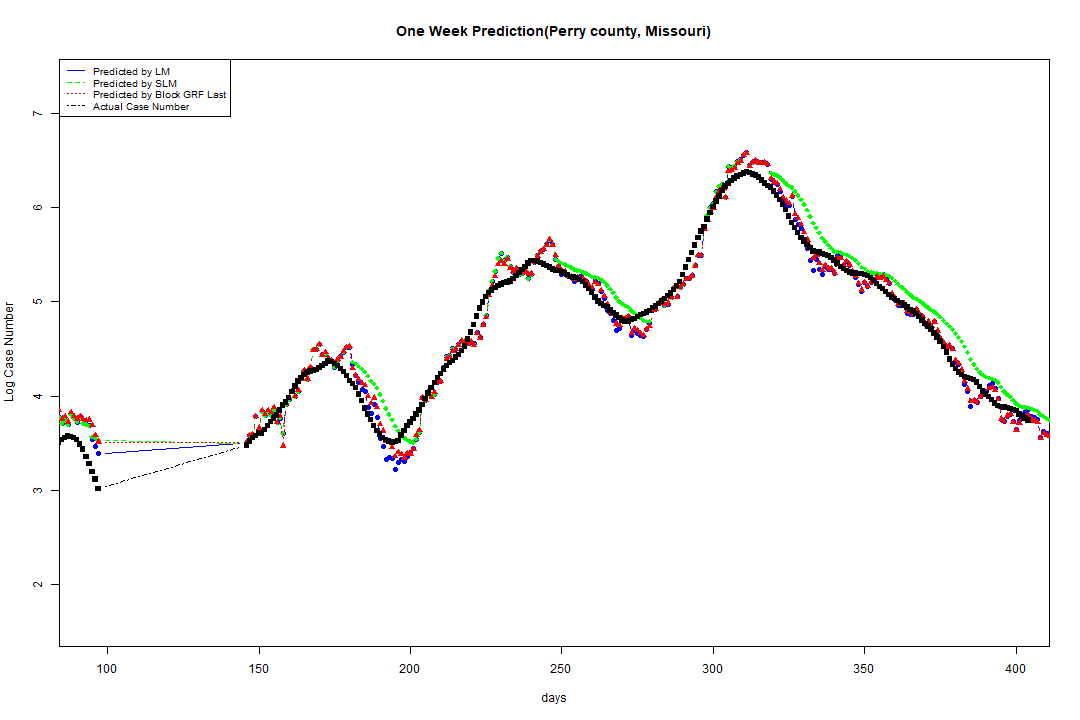 One Week Prediction(Perry county, Missouri)
Predicted by LM
Predicted by SLM
Predicted by Block GRF Last
Actual Case Number
Log Case Number
7
6
5
4
3
2
100 150 200 250 300 350 400
days